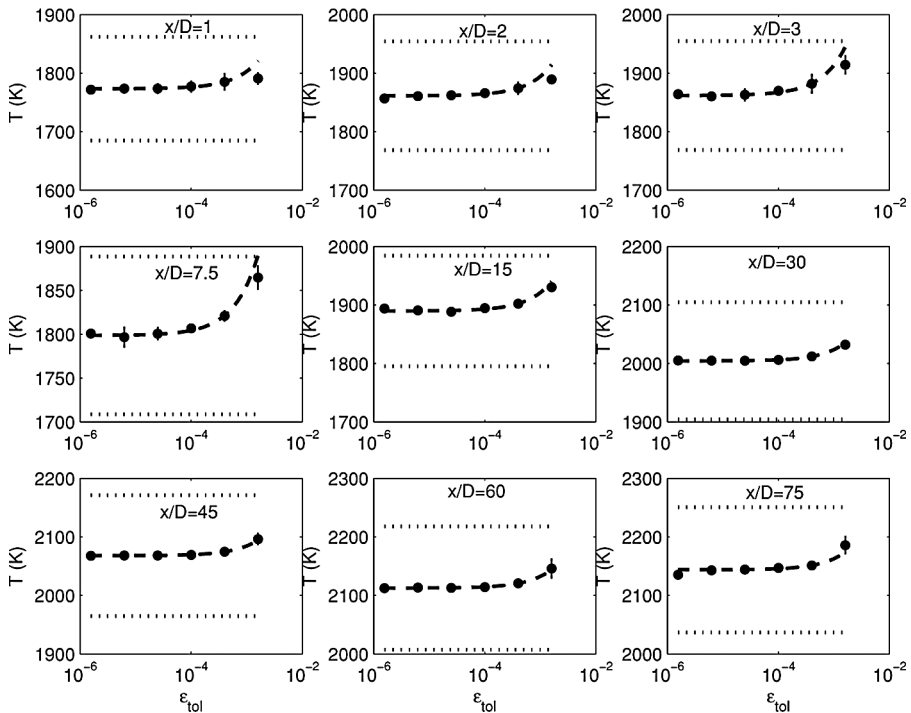 1900 2000 2000
x/D=1 x/D=2 x/D=3
1800 1900 1900
T (K) T (K) T (K)
1700 1800 1800
1600 1700 1700
10⁻⁶ 10⁻⁴ 10⁻² 10⁻⁶ 10⁻⁴ 10⁻² 10⁻⁶ 10⁻⁴ 10⁻²
1900 2000 2200
x/D=7.5 x/D=15 x/D=30
1850 1900 2100
T (K) T (K) T (K)
1800 1800 2000
1750
1700 1700 1900
10⁻⁶ 10⁻⁴ 10⁻² 10⁻⁶ 10⁻⁴ 10⁻² 10⁻⁶ 10⁻⁴ 10⁻²
2200 2300 2300
x/D=45 x/D=60 x/D=75
2100 2200 2200
T (K) T (K) T (K)
2000 2100 2100
1900 2000 2000
10⁻⁶ 10⁻⁴ 10⁻² 10⁻⁶ 10⁻⁴ 10⁻² 10⁻⁶ 10⁻⁴ 10⁻²
ε_tol ε_tol ε_tol